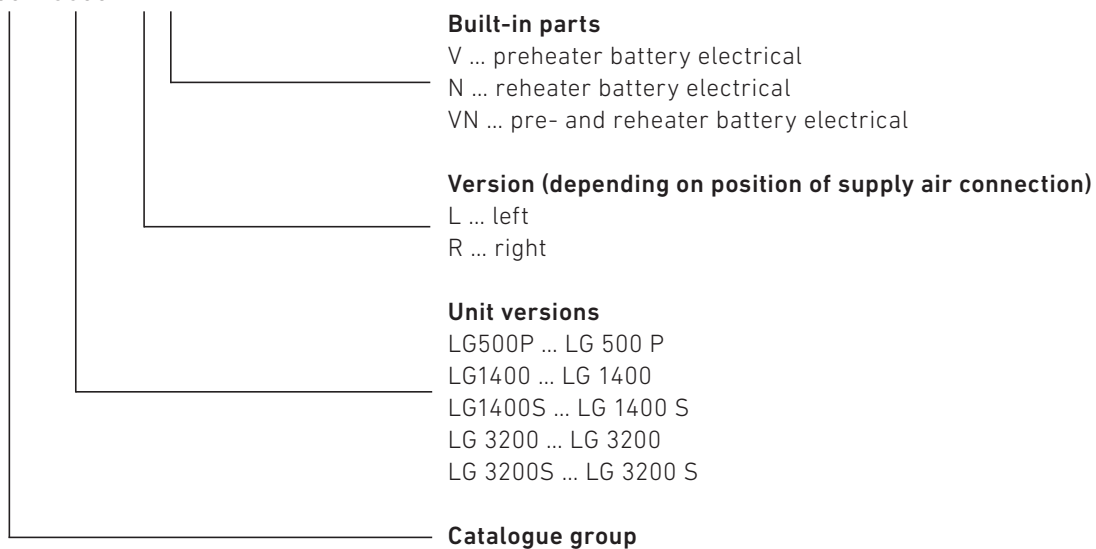 Built-in parts
V ... preheater battery electrical
N ... reheater battery electrical
VN ... pre- and reheater battery electrical
Version (depending on position of supply air connection)
L ... left
R ... right
Unit versions
LG500P ... LG 500 P
LG1400 ... LG 1400
LG1400S ... LG 1400 S
LG 3200 ... LG 3200
LG 3200S ... LG 3200 S
Catalogue group